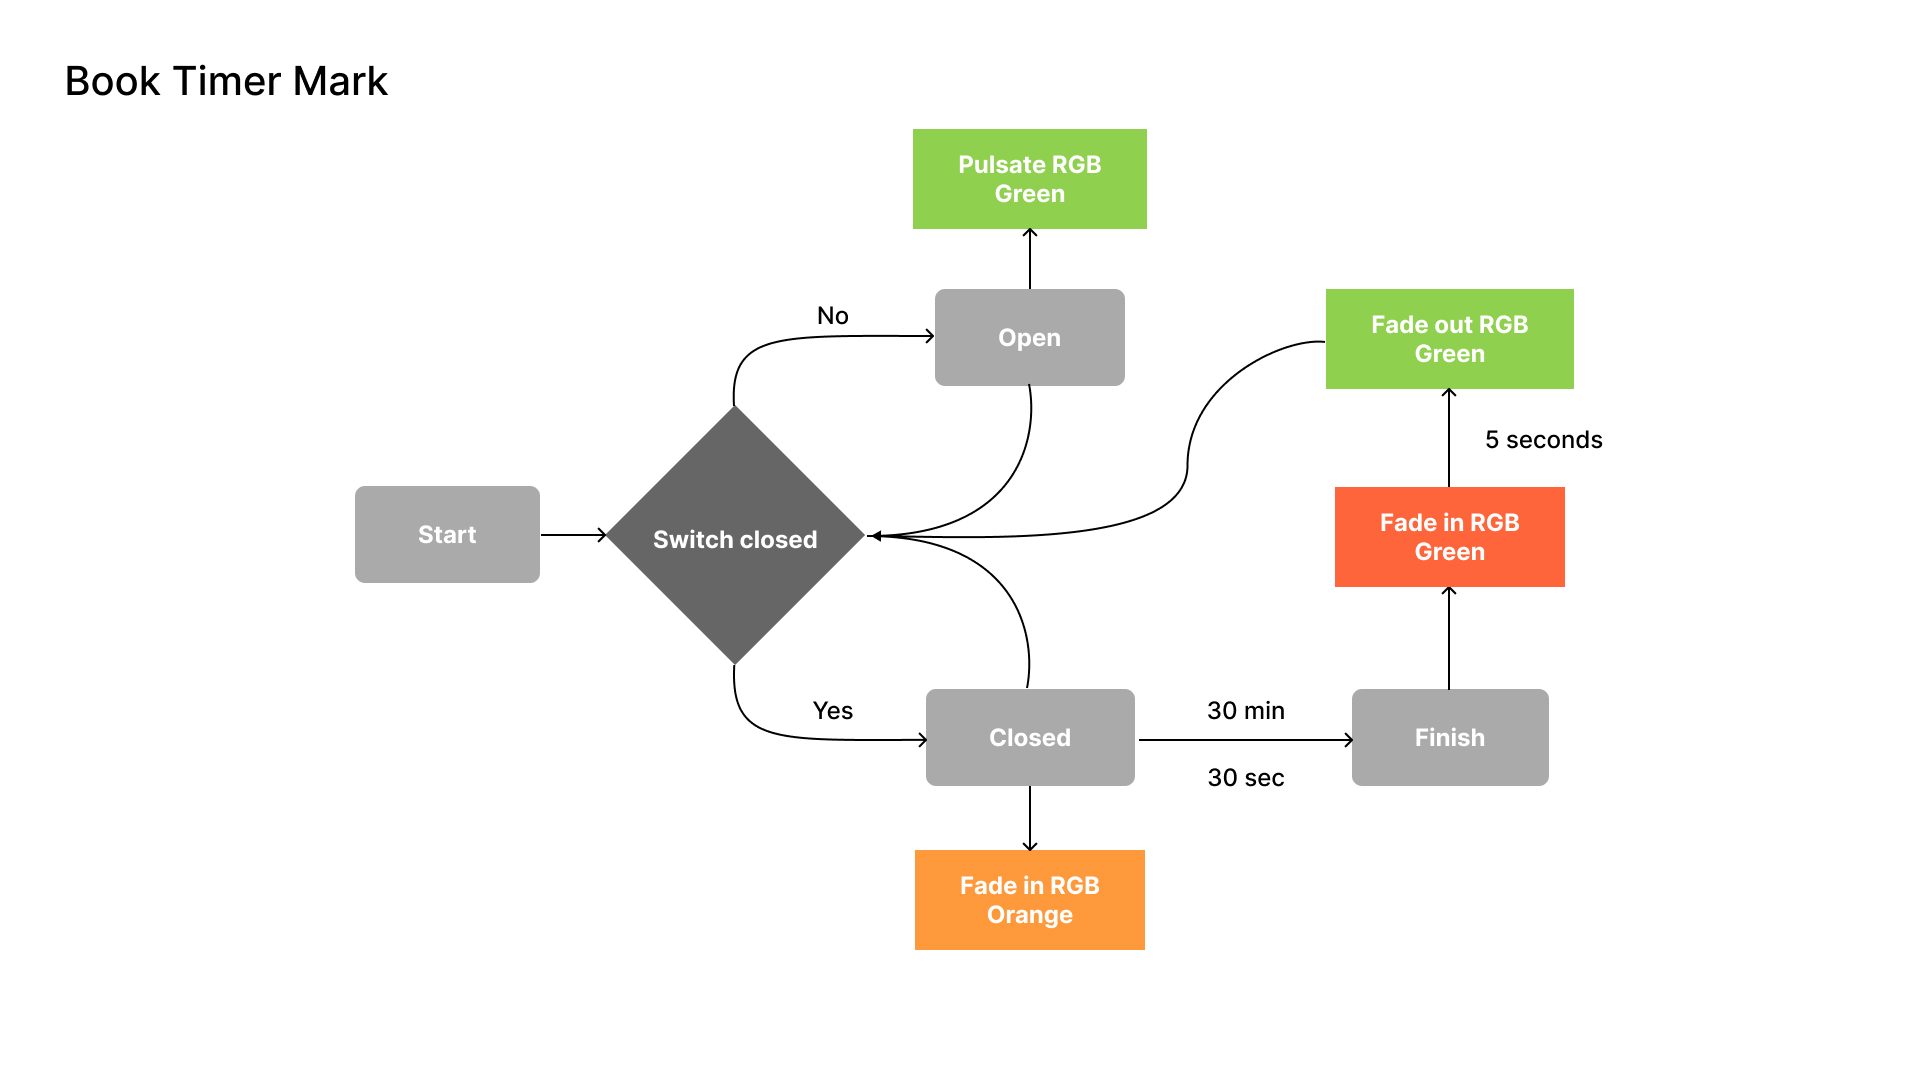 Book Timer Mark
Pulsate RGB
Green
No
Open
Fade out RGB
Green
5 seconds
Start
Switch closed
Fade in RGB
Green
Yes
Closed
30 min
30 sec
Finish
Fade in RGB
Orange